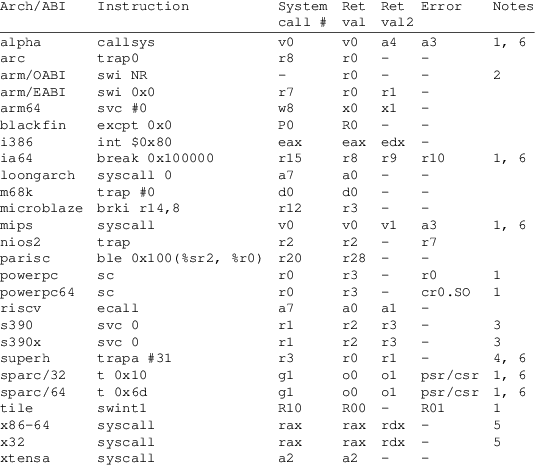 Arch/ABI Instruction System Ret Ret Error Notes
call # val val2
alpha callsys v0 v0 a4 a3 1, 6
arc trap0 r8 r0 - -
arm/OABI swi NR - r0 - - 2
arm/EABI swi 0x0 r7 r0 r1 -
arm64 svc #0 w8 x0 x1 -
blackfin excpt 0x0 P0 R0 - -
i386 int $0x80 eax eax edx -
ia64 break 0x100000 r15 r8 r9 r10 1, 6
loongarch syscall 0 a7 a0 - -
m68k trap #0 d0 d0 - -
microblaze brki r14,8 r12 r3 - -
mips syscall v0 v0 v1 a3 1, 6
nios2 trap r2 r2 - r7
parisc ble 0x100(%sr2, %r0) r20 r28 - -
powerpc sc r0 r3 - r0 1
powerpc64 sc r0 r3 - cr0.SO 1
riscv ecall a7 a0 a1 -
s390 svc 0 r1 r2 r3 - 3
s390x svc 0 r1 r2 r3 - 3
superh trapa #31 r3 r0 r1 - 4, 6
sparc/32 t 0x10 g1 o0 o1 psr/csr 1, 6
sparc/64 t 0x6d g1 o0 o1 psr/csr 1, 6
tile swint1 R10 R00 - R01 1
x86-64 syscall rax rax rdx - 5
x32 syscall rax rax rdx - 5
xtensa syscall a2 a2 - -